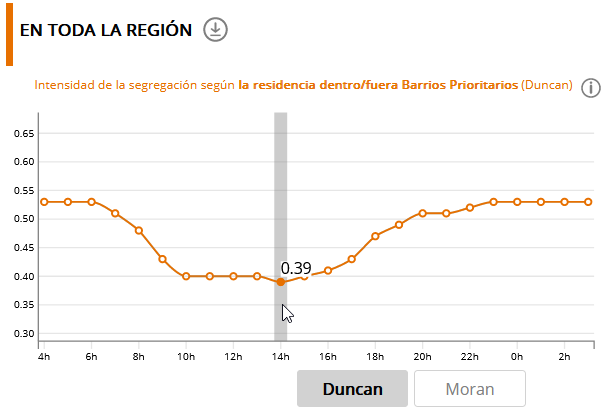 EN TODA LA REGIÓN
Intensidad de la segregación según la residencia dentro/fuera Barrios Prioritarios (Duncan)
i
0.65
0.60
0.55
0.50
0.45
0.40
0.35
0.30
0.39
4h 6h 8h 10h 12h 14h 16h 18h 20h 22h 0h 2h
Duncan Moran